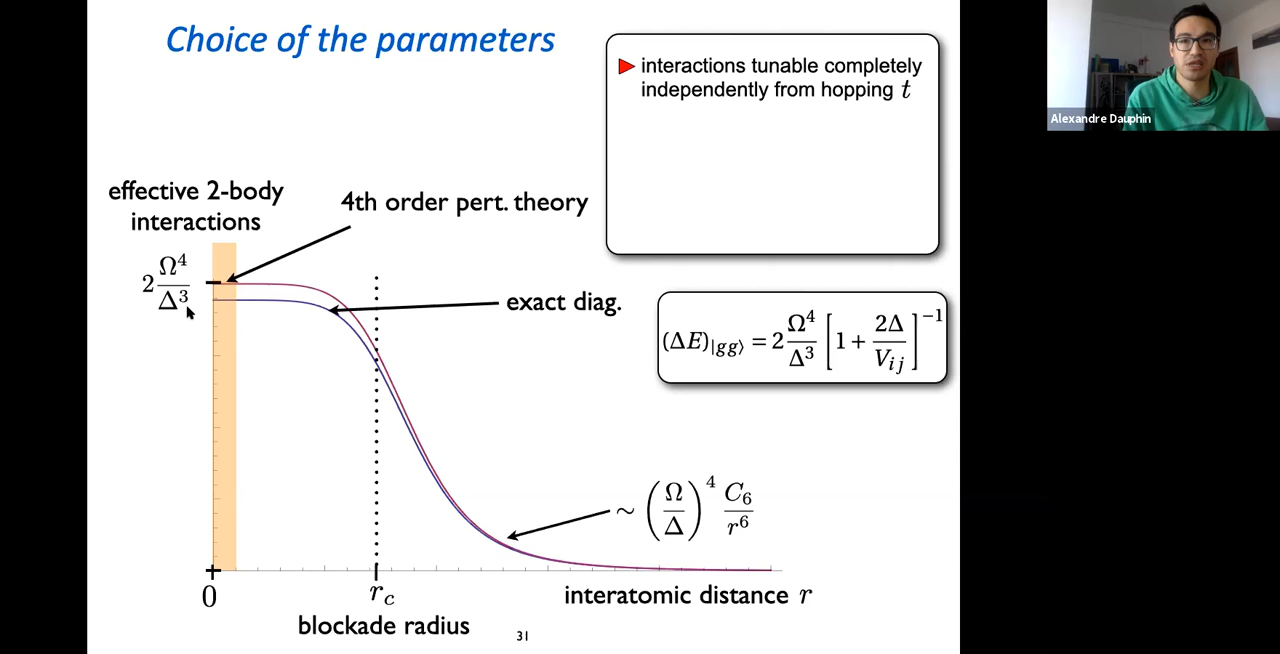 Choice of the parameters
▶ interactions tunable completely
independently from hopping t
Alexandre Dauphin
effective 2-body
interactions
4th order pert. theory
2 Ω⁴/Δ³
exact diag.
(ΔE)|gg⟩ = 2 Ω⁴/Δ³ [1 + 2Δ/Vij]⁻¹
~ (Ω/Δ)⁴ C₆/r⁶
0
rc
interatomic distance r
blockade radius
31